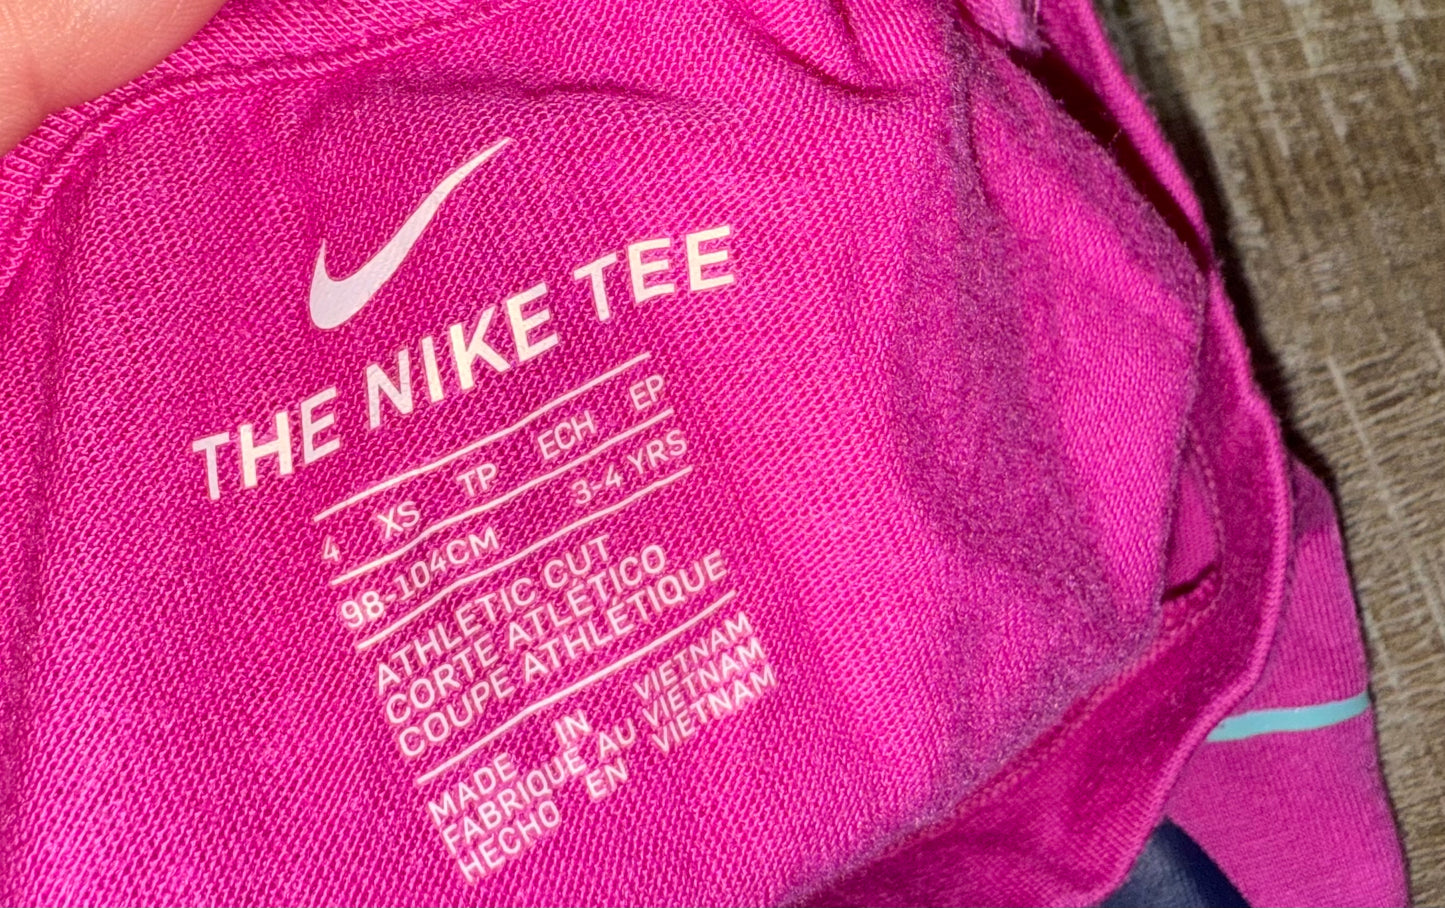 THE NIKE TEE
4 XS TP ECH EP
98-104CM 3-4 YRS
ATHLETIC CUT
CORTE ATLÉTICO
COUPE ATHLÉTIQUE
MADE IN VIETNAM
FABRIQUÉ AU VIETNAM
HECHO EN VIETNAM